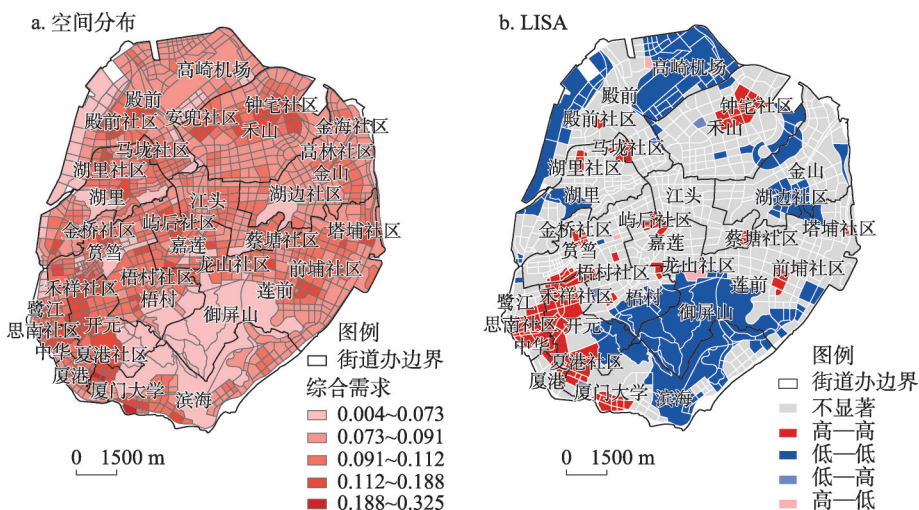 a. 空间分布
高崎机场
殿前
殿前社区
安兜社区
钟宅社区
禾山
金海社区
马垅社区
高林社区
湖里社区
金山
湖里
江头
湖边社区
金桥社区
屿后社区
塔埔社区
筼筜
嘉莲
蔡塘社区
龙山社区
前埔社区
梧村社区
禾祥社区
梧村
莲前
鹭江
御屏山
思南社区
开元
中华
夏港社区
厦港
厦门大学
滨海
图例
街道办边界
综合需求
0.004~0.073
0.073~0.091
0.091~0.112
0.112~0.188
0.188~0.325
0 1500 m
b. LISA
高崎机场
殿前
殿前社区
钟宅社区
禾山
马垅社区
湖里社区
金山
湖里
江头
湖边社区
金桥社区
屿后社区
塔埔社区
筼筜
嘉莲
蔡塘社区
龙山社区
前埔社区
梧村社区
禾祥社区
梧村
莲前
鹭江
御屏山
思南社区
开元
中华
夏港社区
厦港
厦门大学
滨海
图例
街道办边界
不显著
高—高
低—低
低—高
高—低
0 1500 m